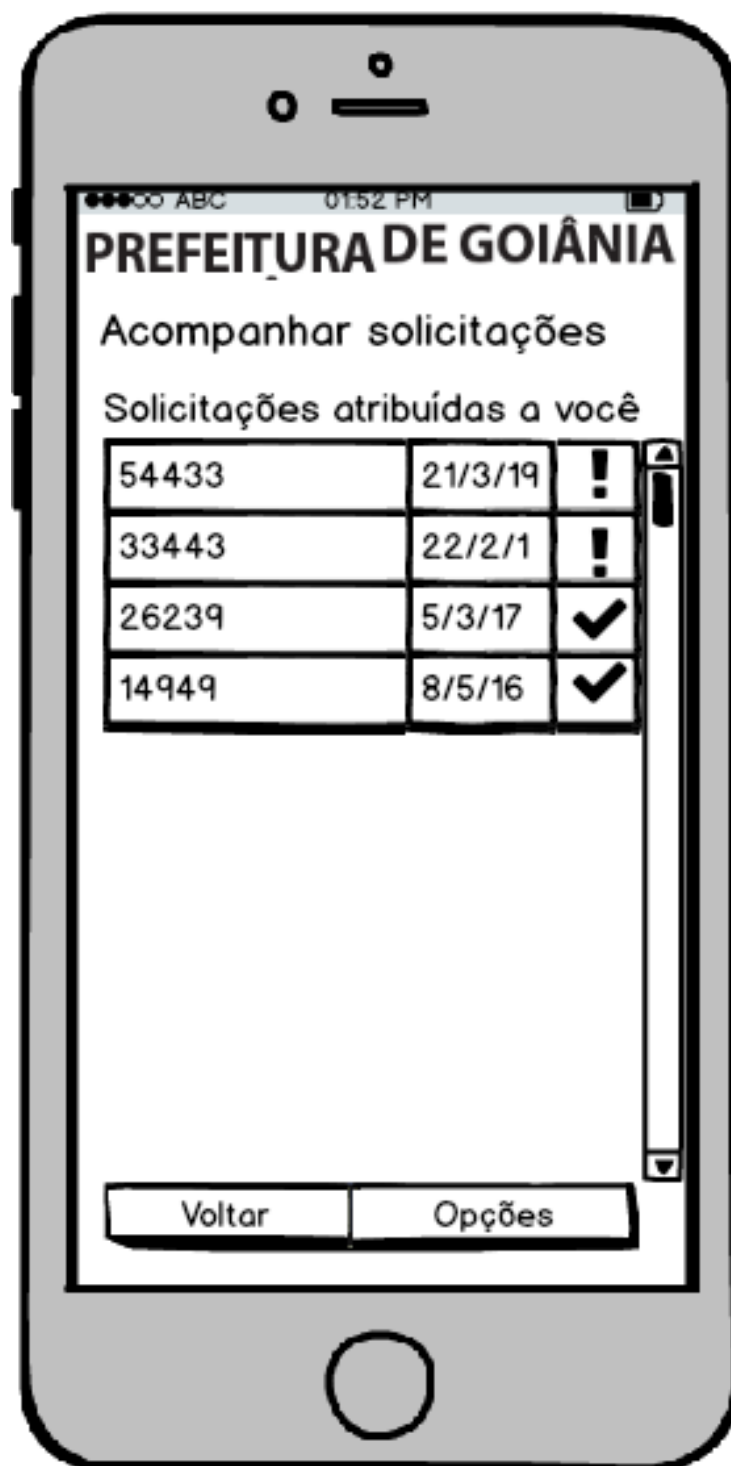 ABC 01:52 PM
PREFEITURA DE GOIÂNIA
Acompanhar solicitações
Solicitações atribuídas a você
54433 21/3/19 !
33443 22/2/1 !
26239 5/3/17 ✔
14949 8/5/16 ✔
Voltar Opções